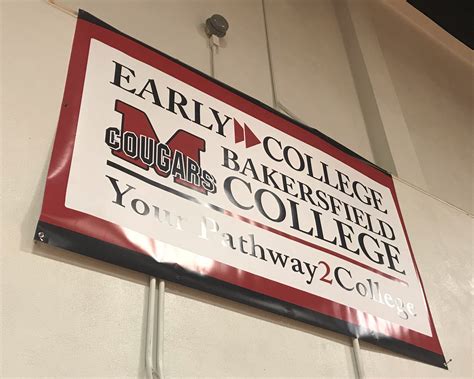 EARLY COLLEGE
M COUGARS
BAKERSFIELD
COLLEGE
Your Pathway2College